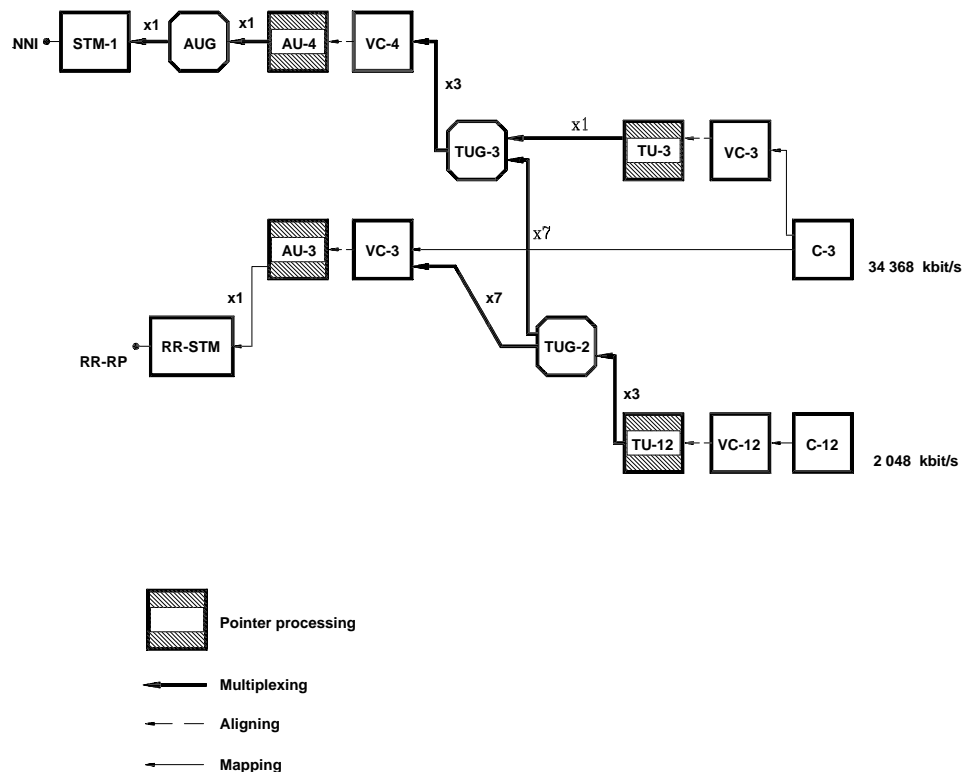 x1
x1
NNI
STM-1
AUG
AU-4
VC-4
x3
x1
TUG-3
TU-3
VC-3
x7
AU-3
VC-3
C-3
34 368 kbit/s
x1
x7
RR-STM
TUG-2
RR-RP
x3
TU-12
VC-12
C-12
2 048 kbit/s
Pointer processing
Multiplexing
Aligning
Mapping